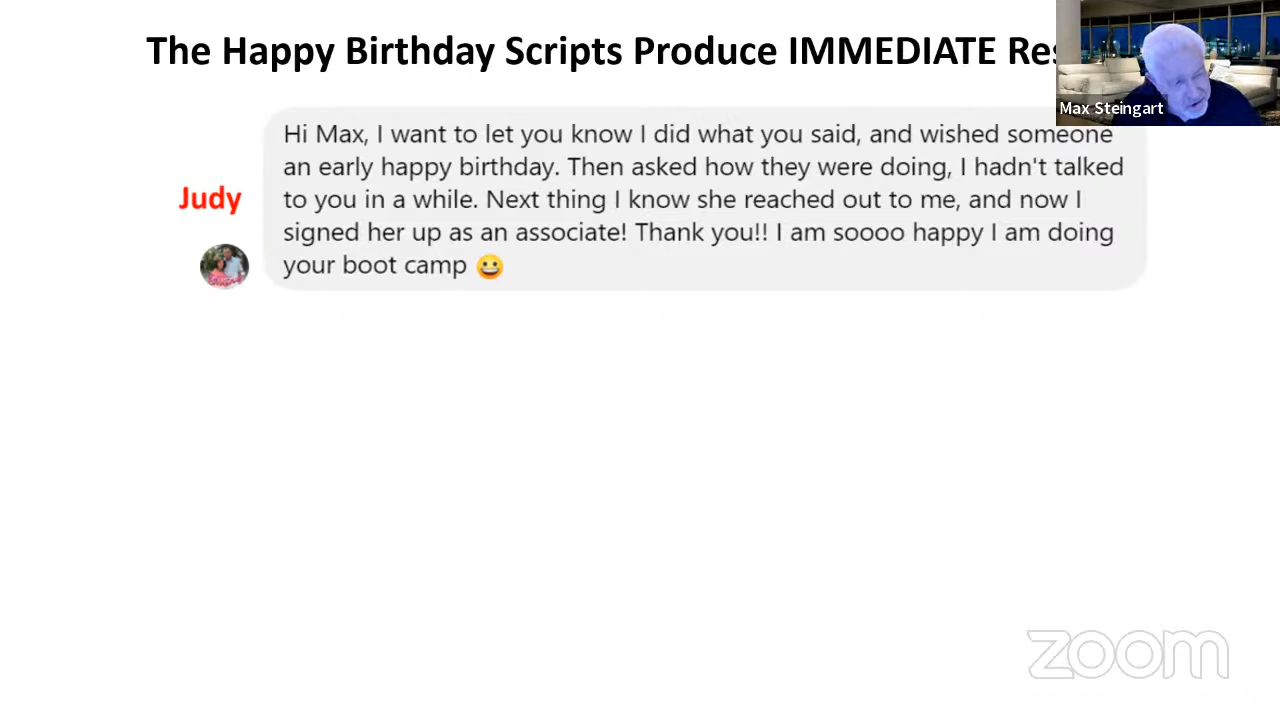 The Happy Birthday Scripts Produce IMMEDIATE
Max Steingart
Hi Max, I want to let you know I did what you said, and wished someone
an early happy birthday. Then asked how they were doing, I hadn't talked
Judy
to you in a while. Next thing I know she reached out to me, and now I
signed her up as an associate! Thank you!! I am soooo happy I am doing
your boot camp 😀
zoom